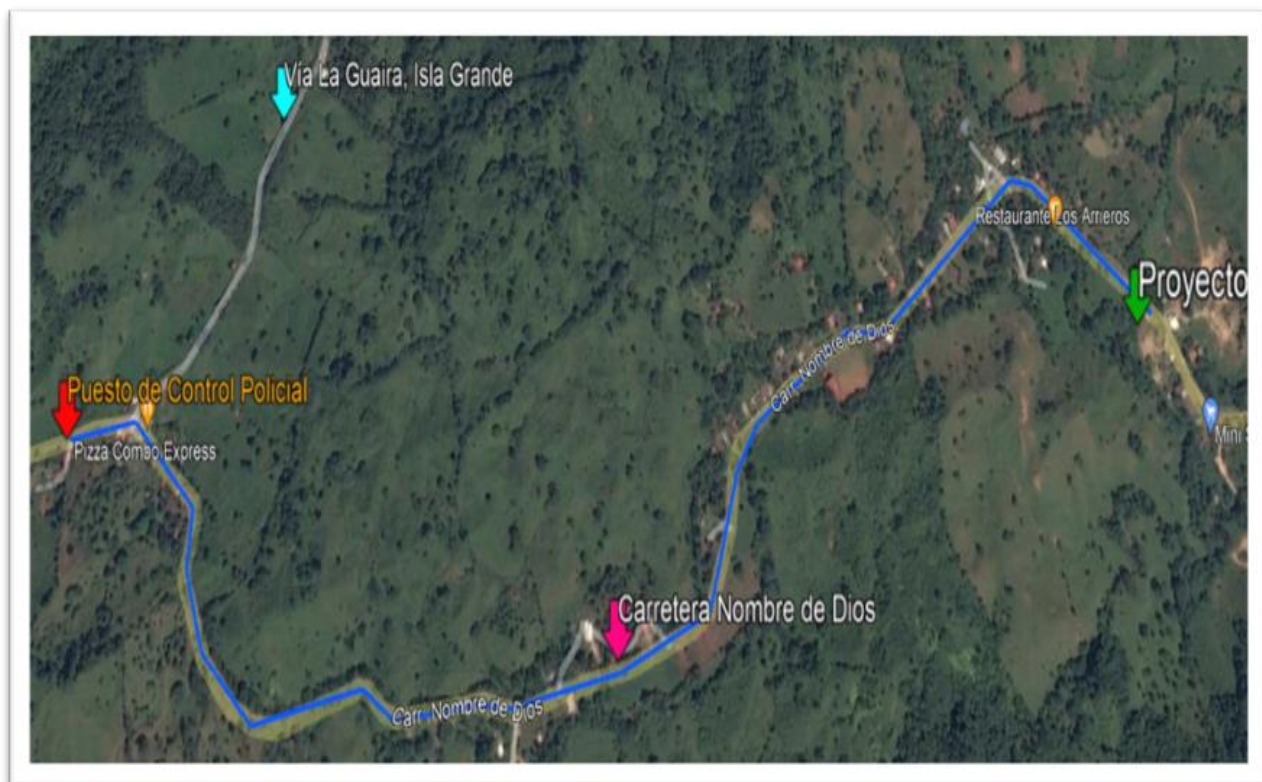 Vía La Guaira, Isla Grande
Restaurante Los Arrieros
Proyecto
Carr. Nombre de Dios
Puesto de Control Policial
Pizza Combo Express
Mini S
Carretera Nombre de Dios
Carr. Nombre de Dios